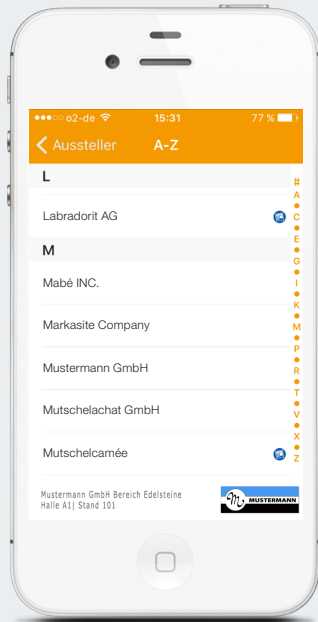 o2-de 15:31 77 %
Aussteller A-Z
L
Labradorit AG
M
Mabé INC.
Markasite Company
Mustermann GmbH
Mutschelachat GmbH
Mutschelcamée
#
A
C
E
G
I
K
M
P
R
T
V
X
Z
Mustermann GmbH Bereich Edelsteine
Halle A1| Stand 101
m MUSTERMANN